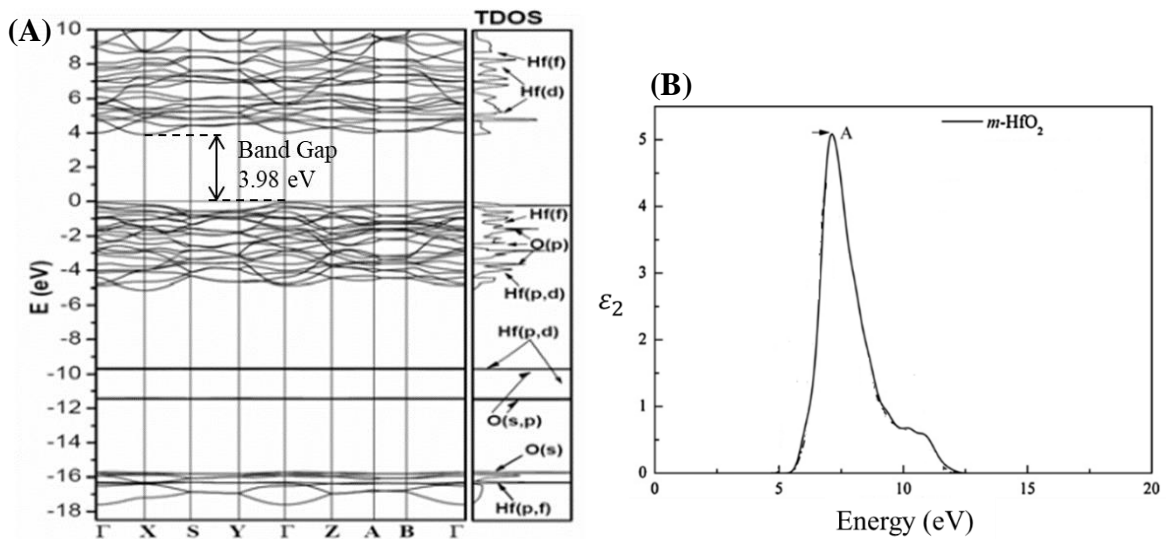 (A)
TDOS
10
8
6
4
2
0
-2
-4
-6
-8
-10
-12
-14
-16
-18
E (eV)
Band Gap
3.98 eV
Γ X S Y Γ Z A B Γ
Hf(f)
Hf(d)
Hf(f)
O(p)
Hf(p,d)
Hf(p,d)
O(s,p)
O(s)
Hf(p,f)
(B)
A
m-HfO₂
5
4
3
2
1
0
ε₂
0 5 10 15 20
Energy (eV)